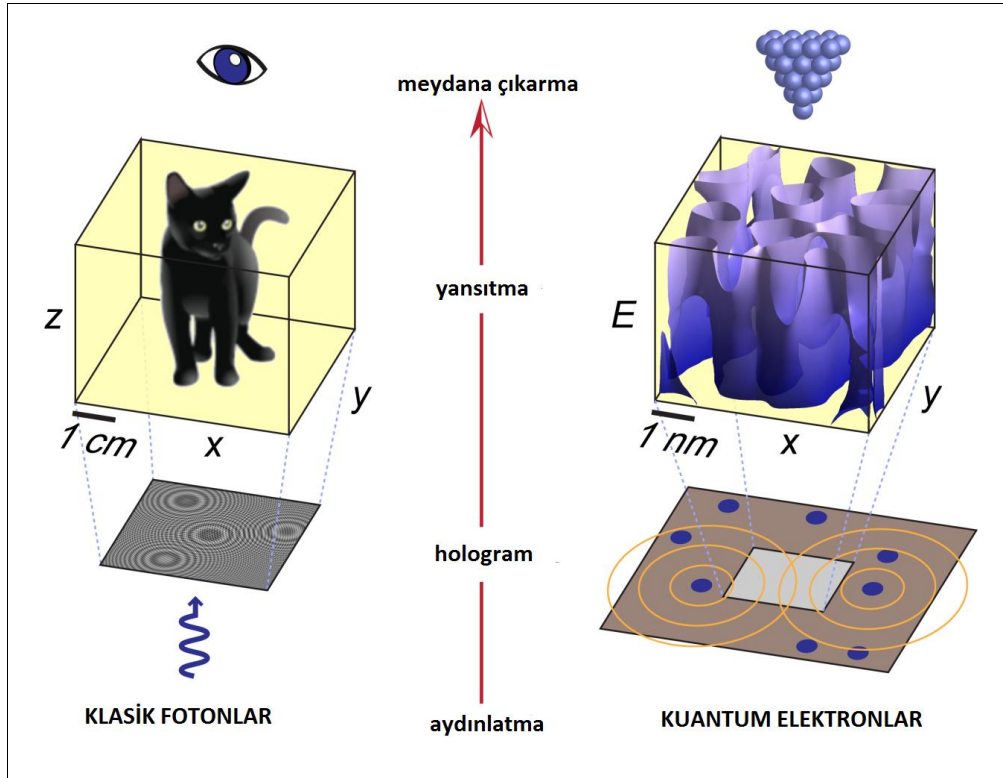 meydana çıkarma
yansıtma
z
y
x
1 cm
E
y
x
1 nm
hologram
aydınlatma
KLASİK FOTONLAR
KUANTUM ELEKTRONLAR